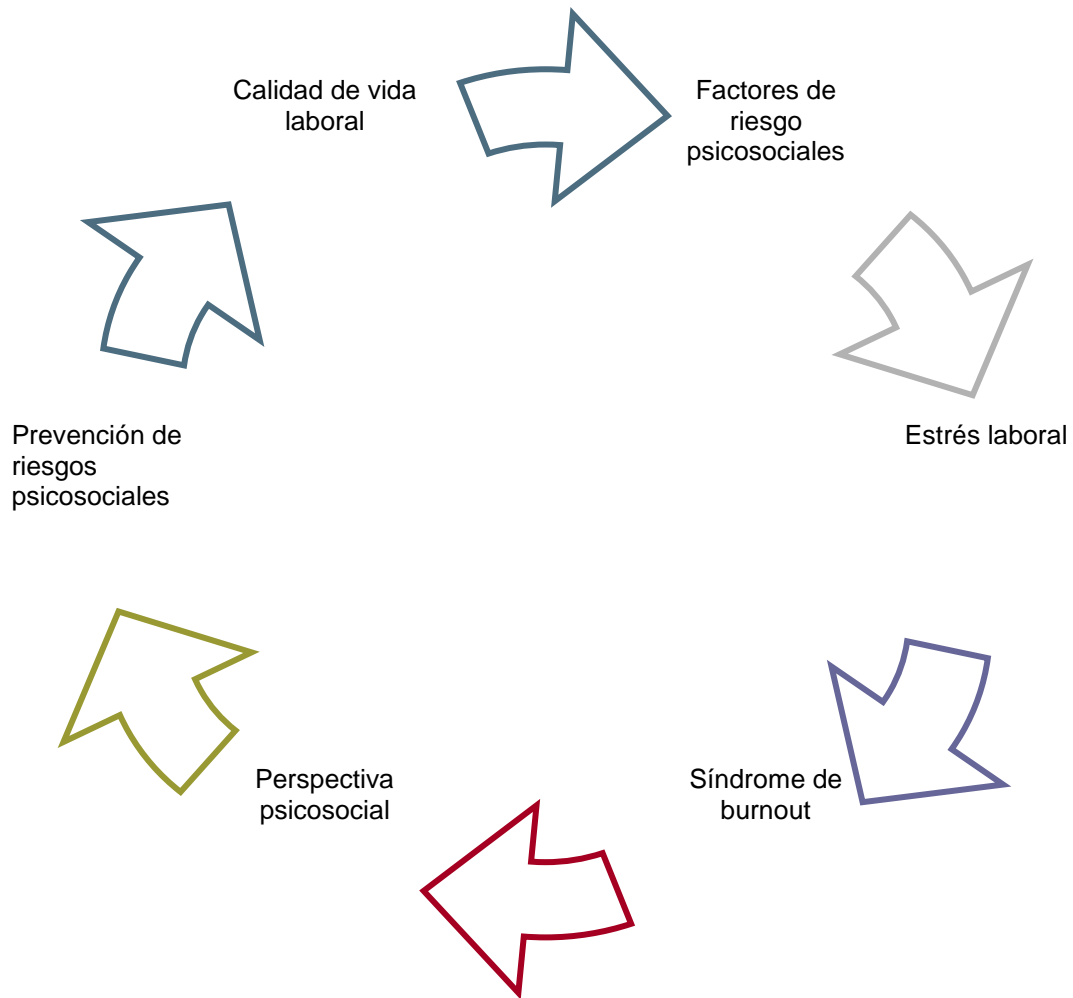 Calidad de vida
laboral
Factores de
riesgo
psicosociales
Estrés laboral
Síndrome de
burnout
Perspectiva
psicosocial
Prevención de
riesgos
psicosociales